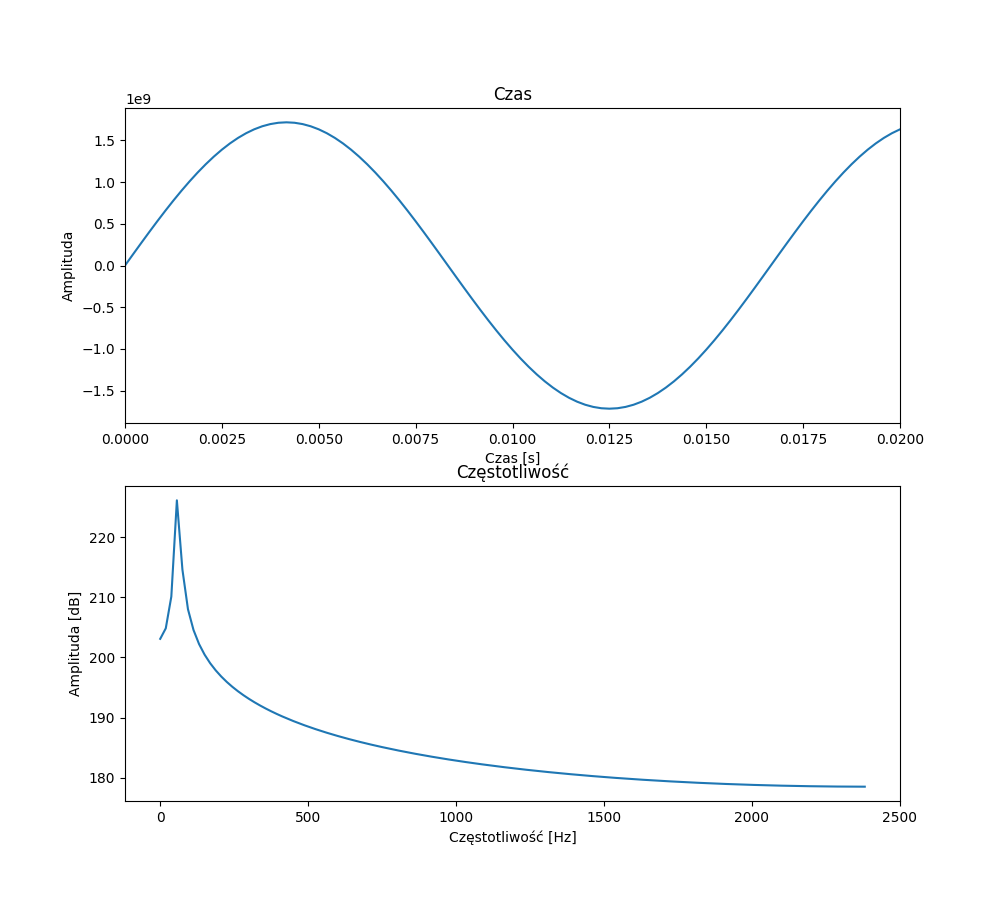 Czas
1e9
1.5
1.0
0.5
0.0
−0.5
−1.0
−1.5
Amplituda
0.0000 0.0025 0.0050 0.0075 0.0100 0.0125 0.0150 0.0175 0.0200
Czas [s]
Częstotliwość
220
210
200
190
180
Amplituda [dB]
0 500 1000 1500 2000 2500
Częstotliwość [Hz]